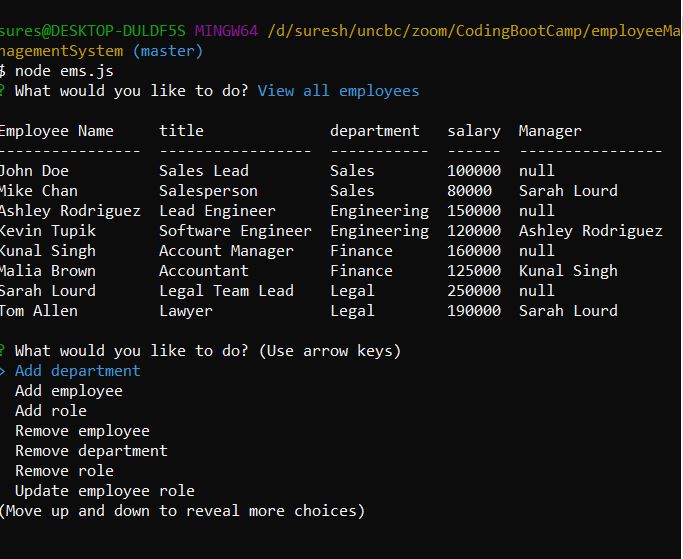 sures@DESKTOP-DULDF5S MINGW64 /d/suresh/uncbc/zoom/CodingBootCamp/employeeMa
nagementSystem (master)
$ node ems.js
? What would you like to do? View all employees
Employee Name     title              department   salary  Manager
----------------  -----------------  -----------  ------  ----------------
John Doe          Sales Lead         Sales        100000  null
Mike Chan         Salesperson        Sales        80000   Sarah Lourd
Ashley Rodriguez  Lead Engineer      Engineering  150000  null
Kevin Tupik       Software Engineer  Engineering  120000  Ashley Rodriguez
Kunal Singh       Account Manager    Finance      160000  null
Malia Brown       Accountant         Finance      125000  Kunal Singh
Sarah Lourd       Legal Team Lead    Legal        250000  null
Tom Allen         Lawyer             Legal        190000  Sarah Lourd
? What would you like to do? (Use arrow keys)
> Add department
  Add employee
  Add role
  Remove employee
  Remove department
  Remove role
  Update employee role
(Move up and down to reveal more choices)